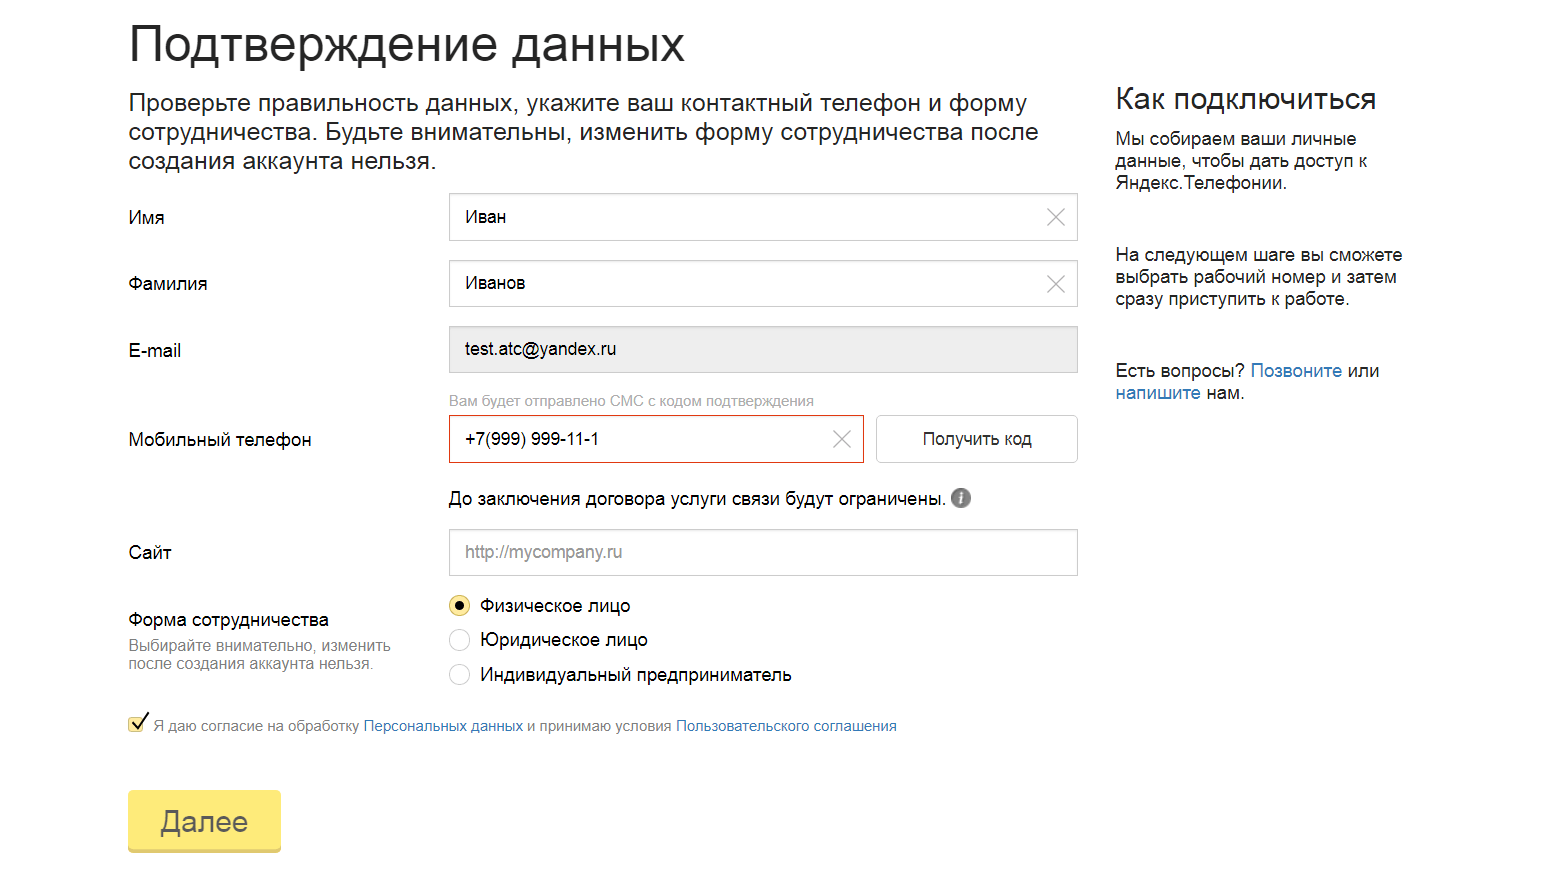 Подтверждение данных
Проверьте правильность данных, укажите ваш контактный телефон и форму
сотрудничества. Будьте внимательны, изменить форму сотрудничества после
создания аккаунта нельзя.
Имя
Иван
Фамилия
Иванов
E-mail
test.atc@yandex.ru
Вам будет отправлено СМС с кодом подтверждения
Мобильный телефон
+7(999) 999-11-1
Получить код
До заключения договора услуги связи будут ограничены.
Сайт
http://mycompany.ru
Форма сотрудничества
Выбирайте внимательно, изменить
после создания аккаунта нельзя.
Физическое лицо
Юридическое лицо
Индивидуальный предприниматель
Я даю согласие на обработку Персональных данных и принимаю условия Пользовательского соглашения
Далее
Как подключиться
Мы собираем ваши личные
данные, чтобы дать доступ к
Яндекс.Телефонии.
На следующем шаге вы сможете
выбрать рабочий номер и затем
сразу приступить к работе.
Есть вопросы? Позвоните или
напишите нам.